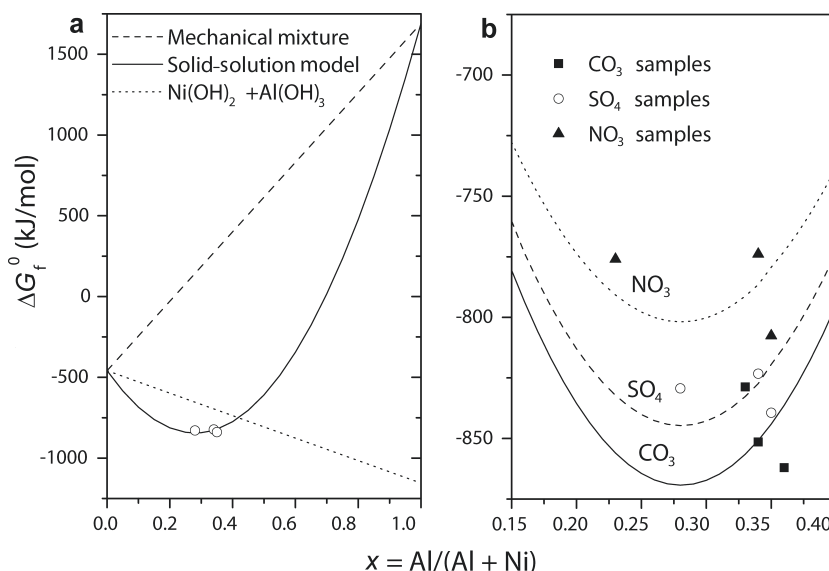 a
Mechanical mixture
Solid-solution model
Ni(OH)₂ +Al(OH)₃
1500
1000
500
0
-500
-1000
ΔG_f⁰ (kJ/mol)
0.0 0.2 0.4 0.6 0.8 1.0
b
CO₃ samples
SO₄ samples
NO₃ samples
-700
-750
-800
-850
NO₃
SO₄
CO₃
0.15 0.20 0.25 0.30 0.35 0.40
x = Al/(Al + Ni)